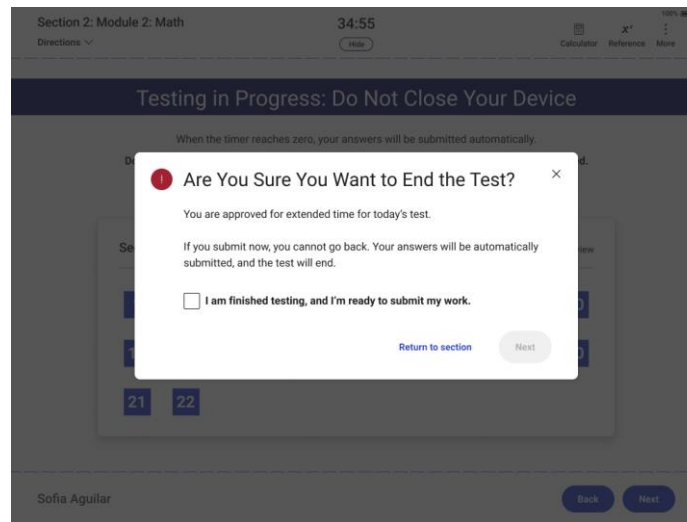 Section 2: Module 2: Math
34:55
100%
Directions
Hide
Calculator
Reference
More
Testing in Progress: Do Not Close Your Device
When the timer reaches zero, your answers will be submitted automatically.
Are You Sure You Want to End the Test?
You are approved for extended time for today's test.
If you submit now, you cannot go back. Your answers will be automatically
submitted, and the test will end.
I am finished testing, and I'm ready to submit my work.
Return to section
Next
21
22
Sofia Aguilar
Back
Next